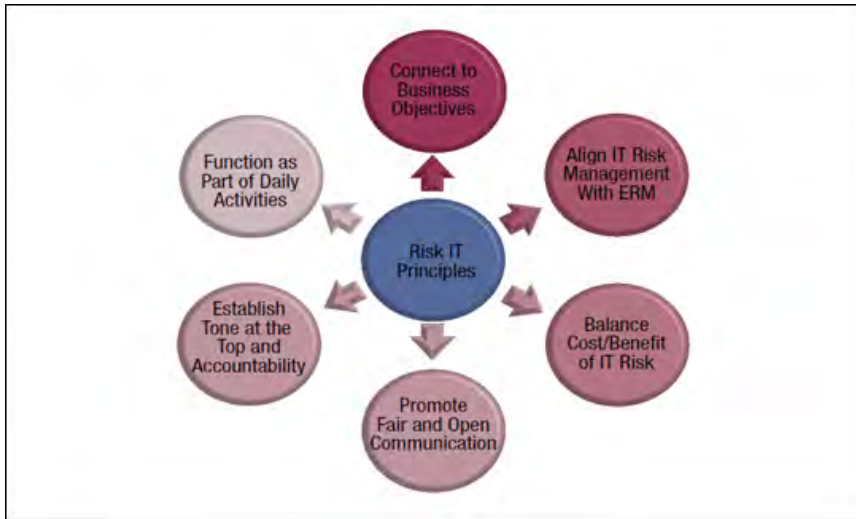 Connect to
Business
Objectives
Align IT Risk
Management
With ERM
Balance
Cost/Benefit
of IT Risk
Promote
Fair and Open
Communication
Establish
Tone at the
Top and
Accountability
Function as
Part of Daily
Activities
Risk IT
Principles